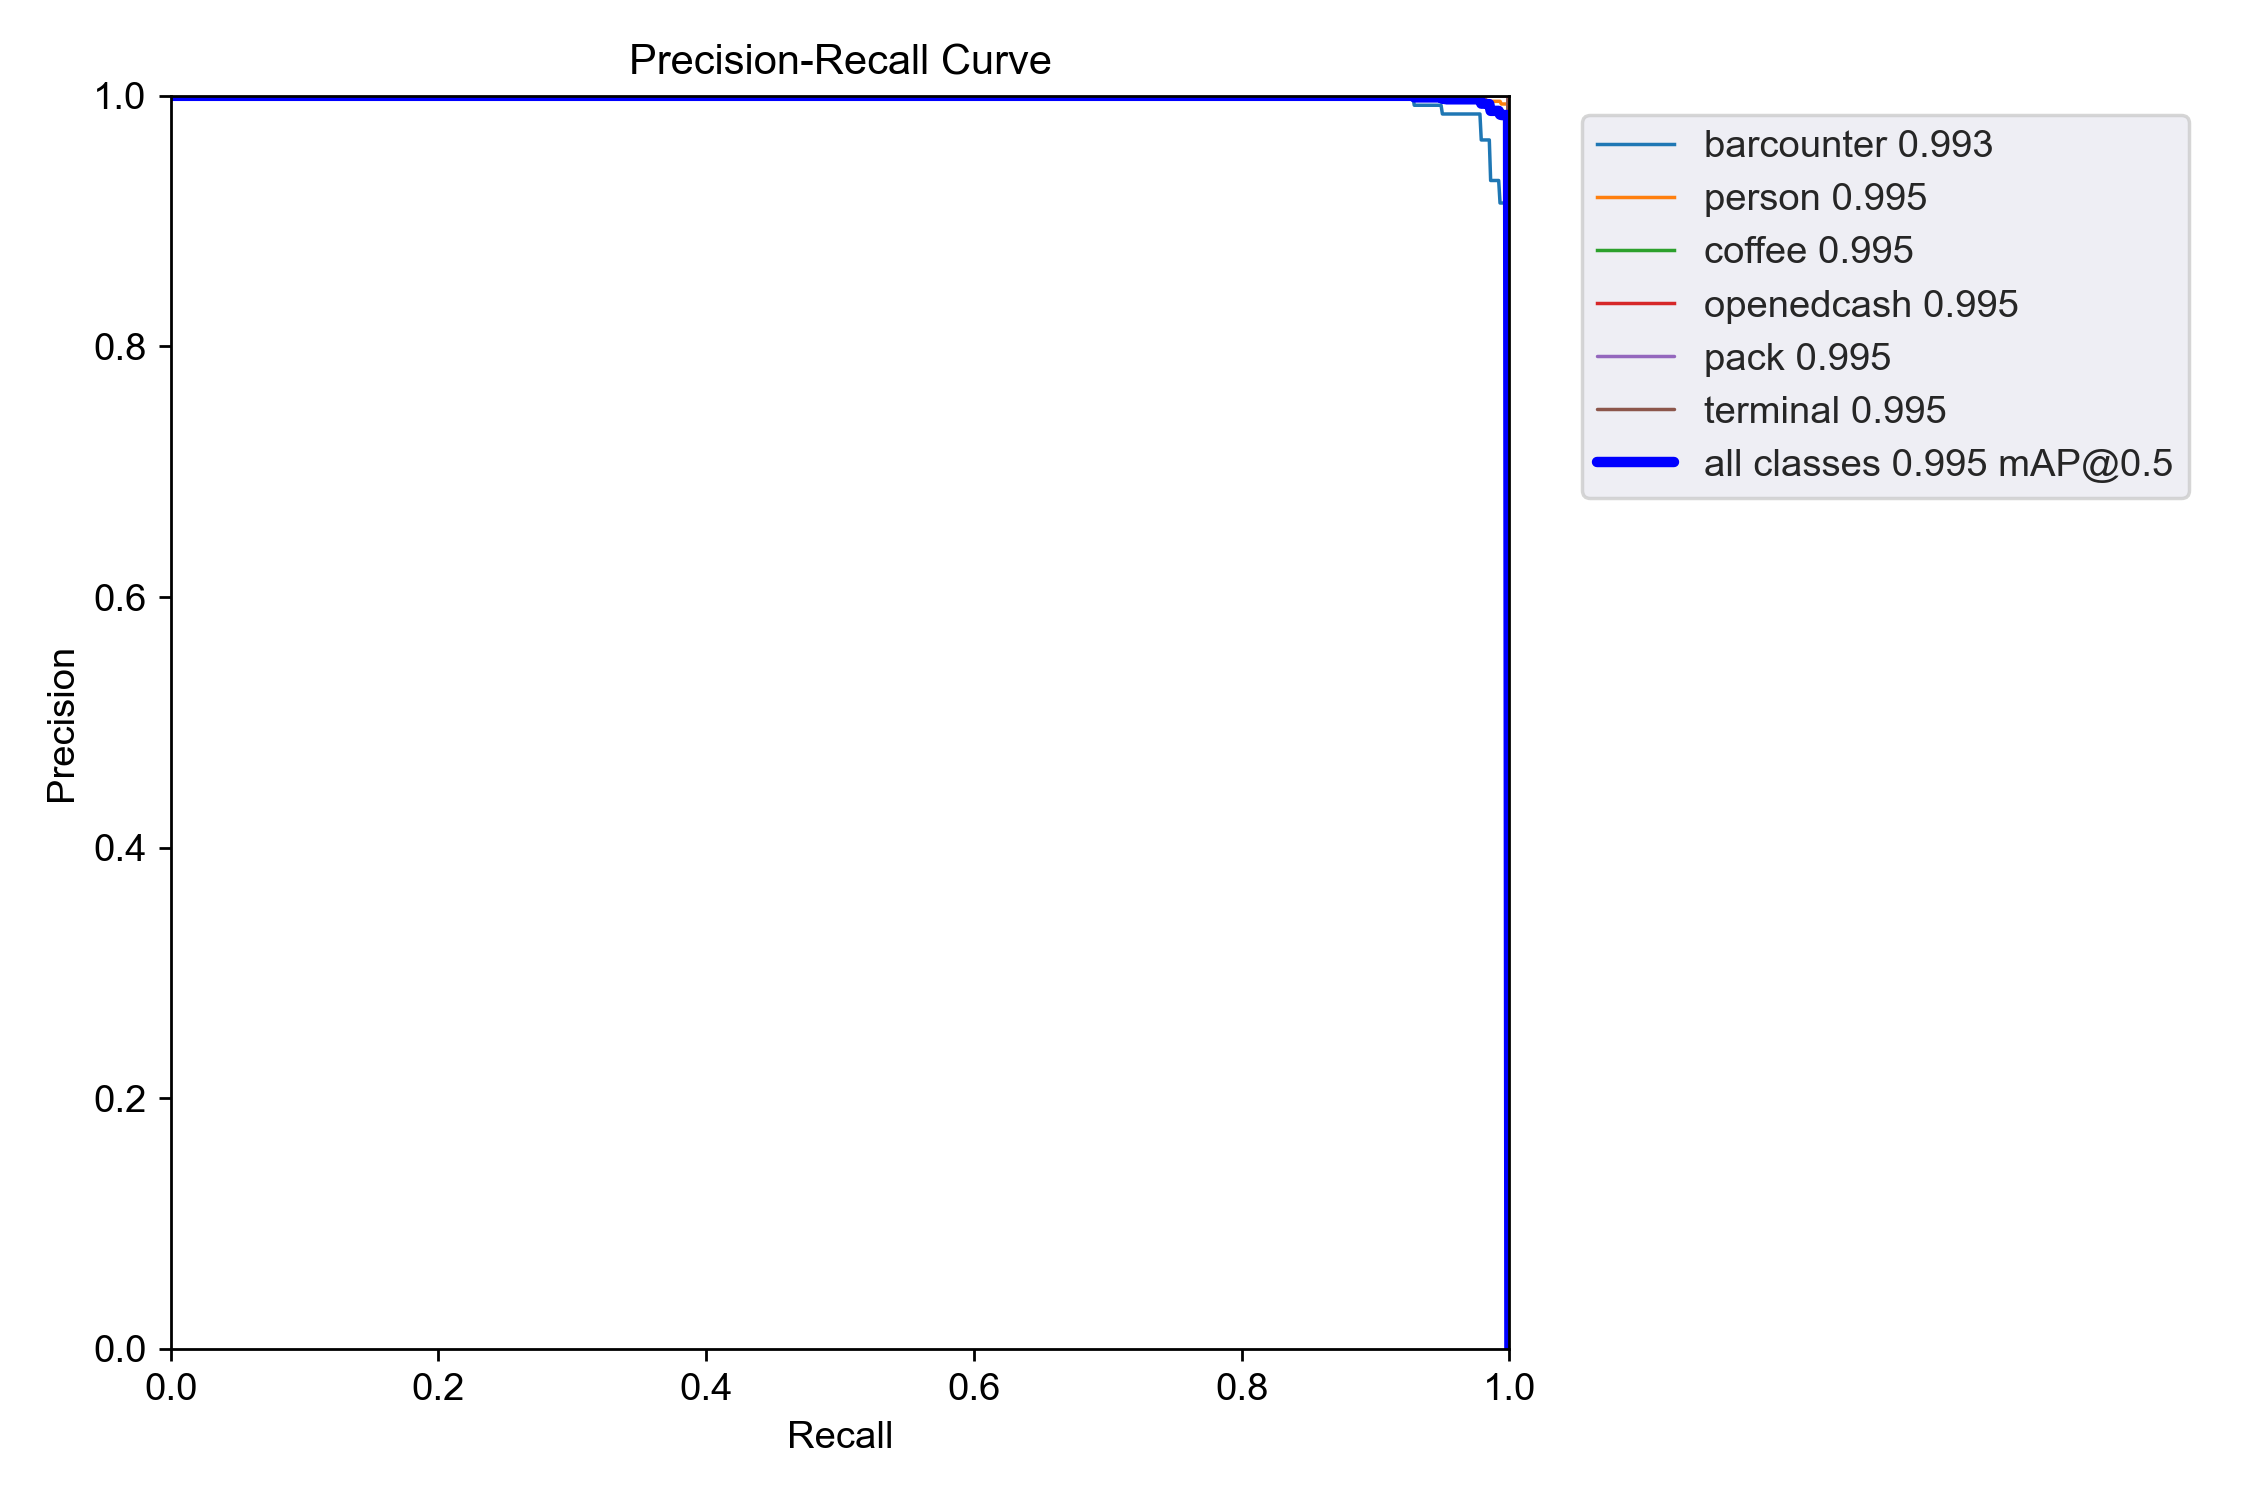 Precision-Recall Curve
1.0
0.8
0.6
0.4
0.2
0.0
Precision
0.0 0.2 0.4 0.6 0.8 1.0
Recall
barcounter 0.993
person 0.995
coffee 0.995
openedcash 0.995
pack 0.995
terminal 0.995
all classes 0.995 mAP@0.5